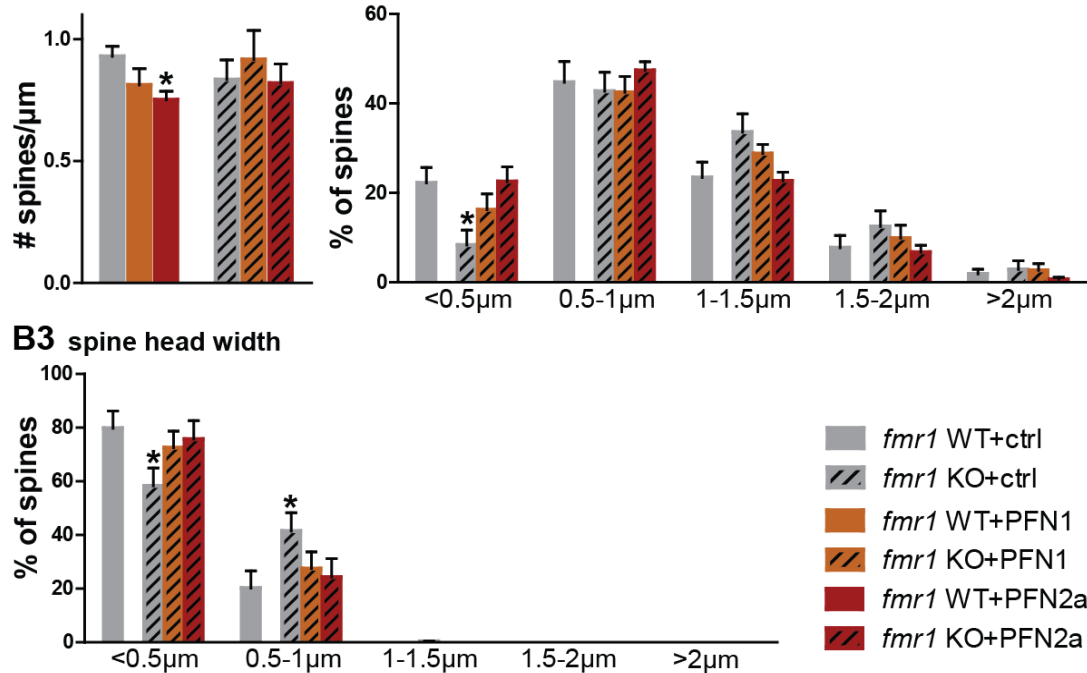 # spines/µm
1.0
0.5
0.0
*
% of spines
60
40
20
0
*
<0.5µm 0.5-1µm 1-1.5µm 1.5-2µm >2µm
B3 spine head width
% of spines
100
80
60
40
20
0
*
*
<0.5µm 0.5-1µm 1-1.5µm 1.5-2µm >2µm
fmr1 WT+ctrl
fmr1 KO+ctrl
fmr1 WT+PFN1
fmr1 KO+PFN1
fmr1 WT+PFN2a
fmr1 KO+PFN2a